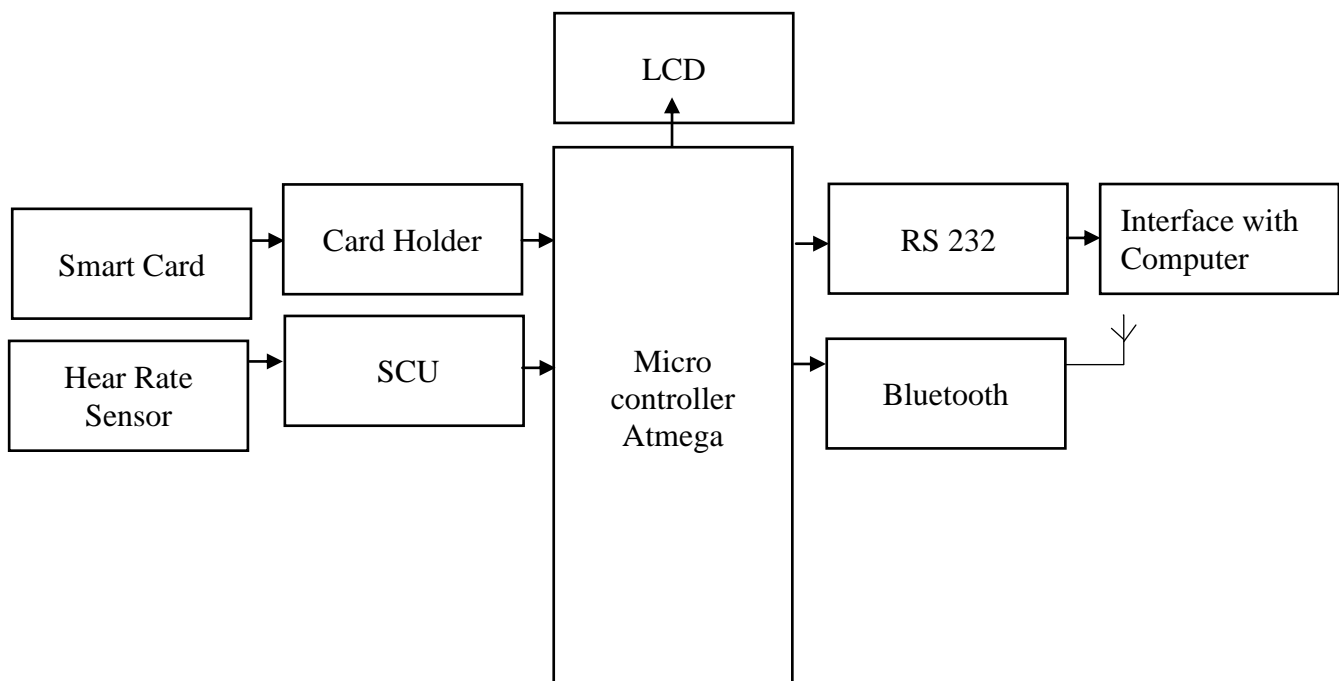 LCD
Smart Card
Card Holder
RS 232
Interface with
Computer
Hear Rate
Sensor
SCU
Micro
controller
Atmega
Bluetooth